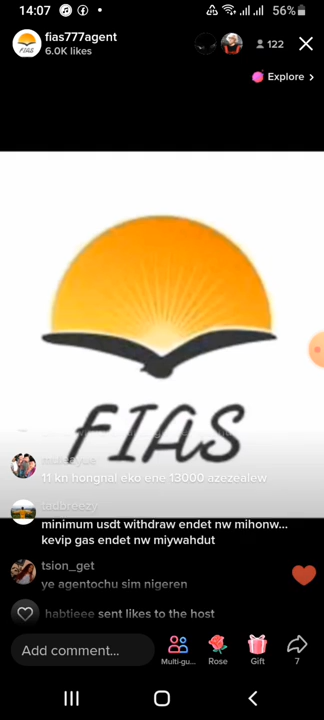 14:07
56%
fias777agent
6.0K likes
122
Explore
FIAS
FIAS
11 kn hongnal eko ene 13000 azezealew
tadbreezy
minimum usdt withdraw endet nw mihonw...
kevip gas endet nw miywahdut
tsion_get
ye agentochu sim nigeren
habtieee sent likes to the host
Add comment...
Multi-gu...
Rose
Gift
7